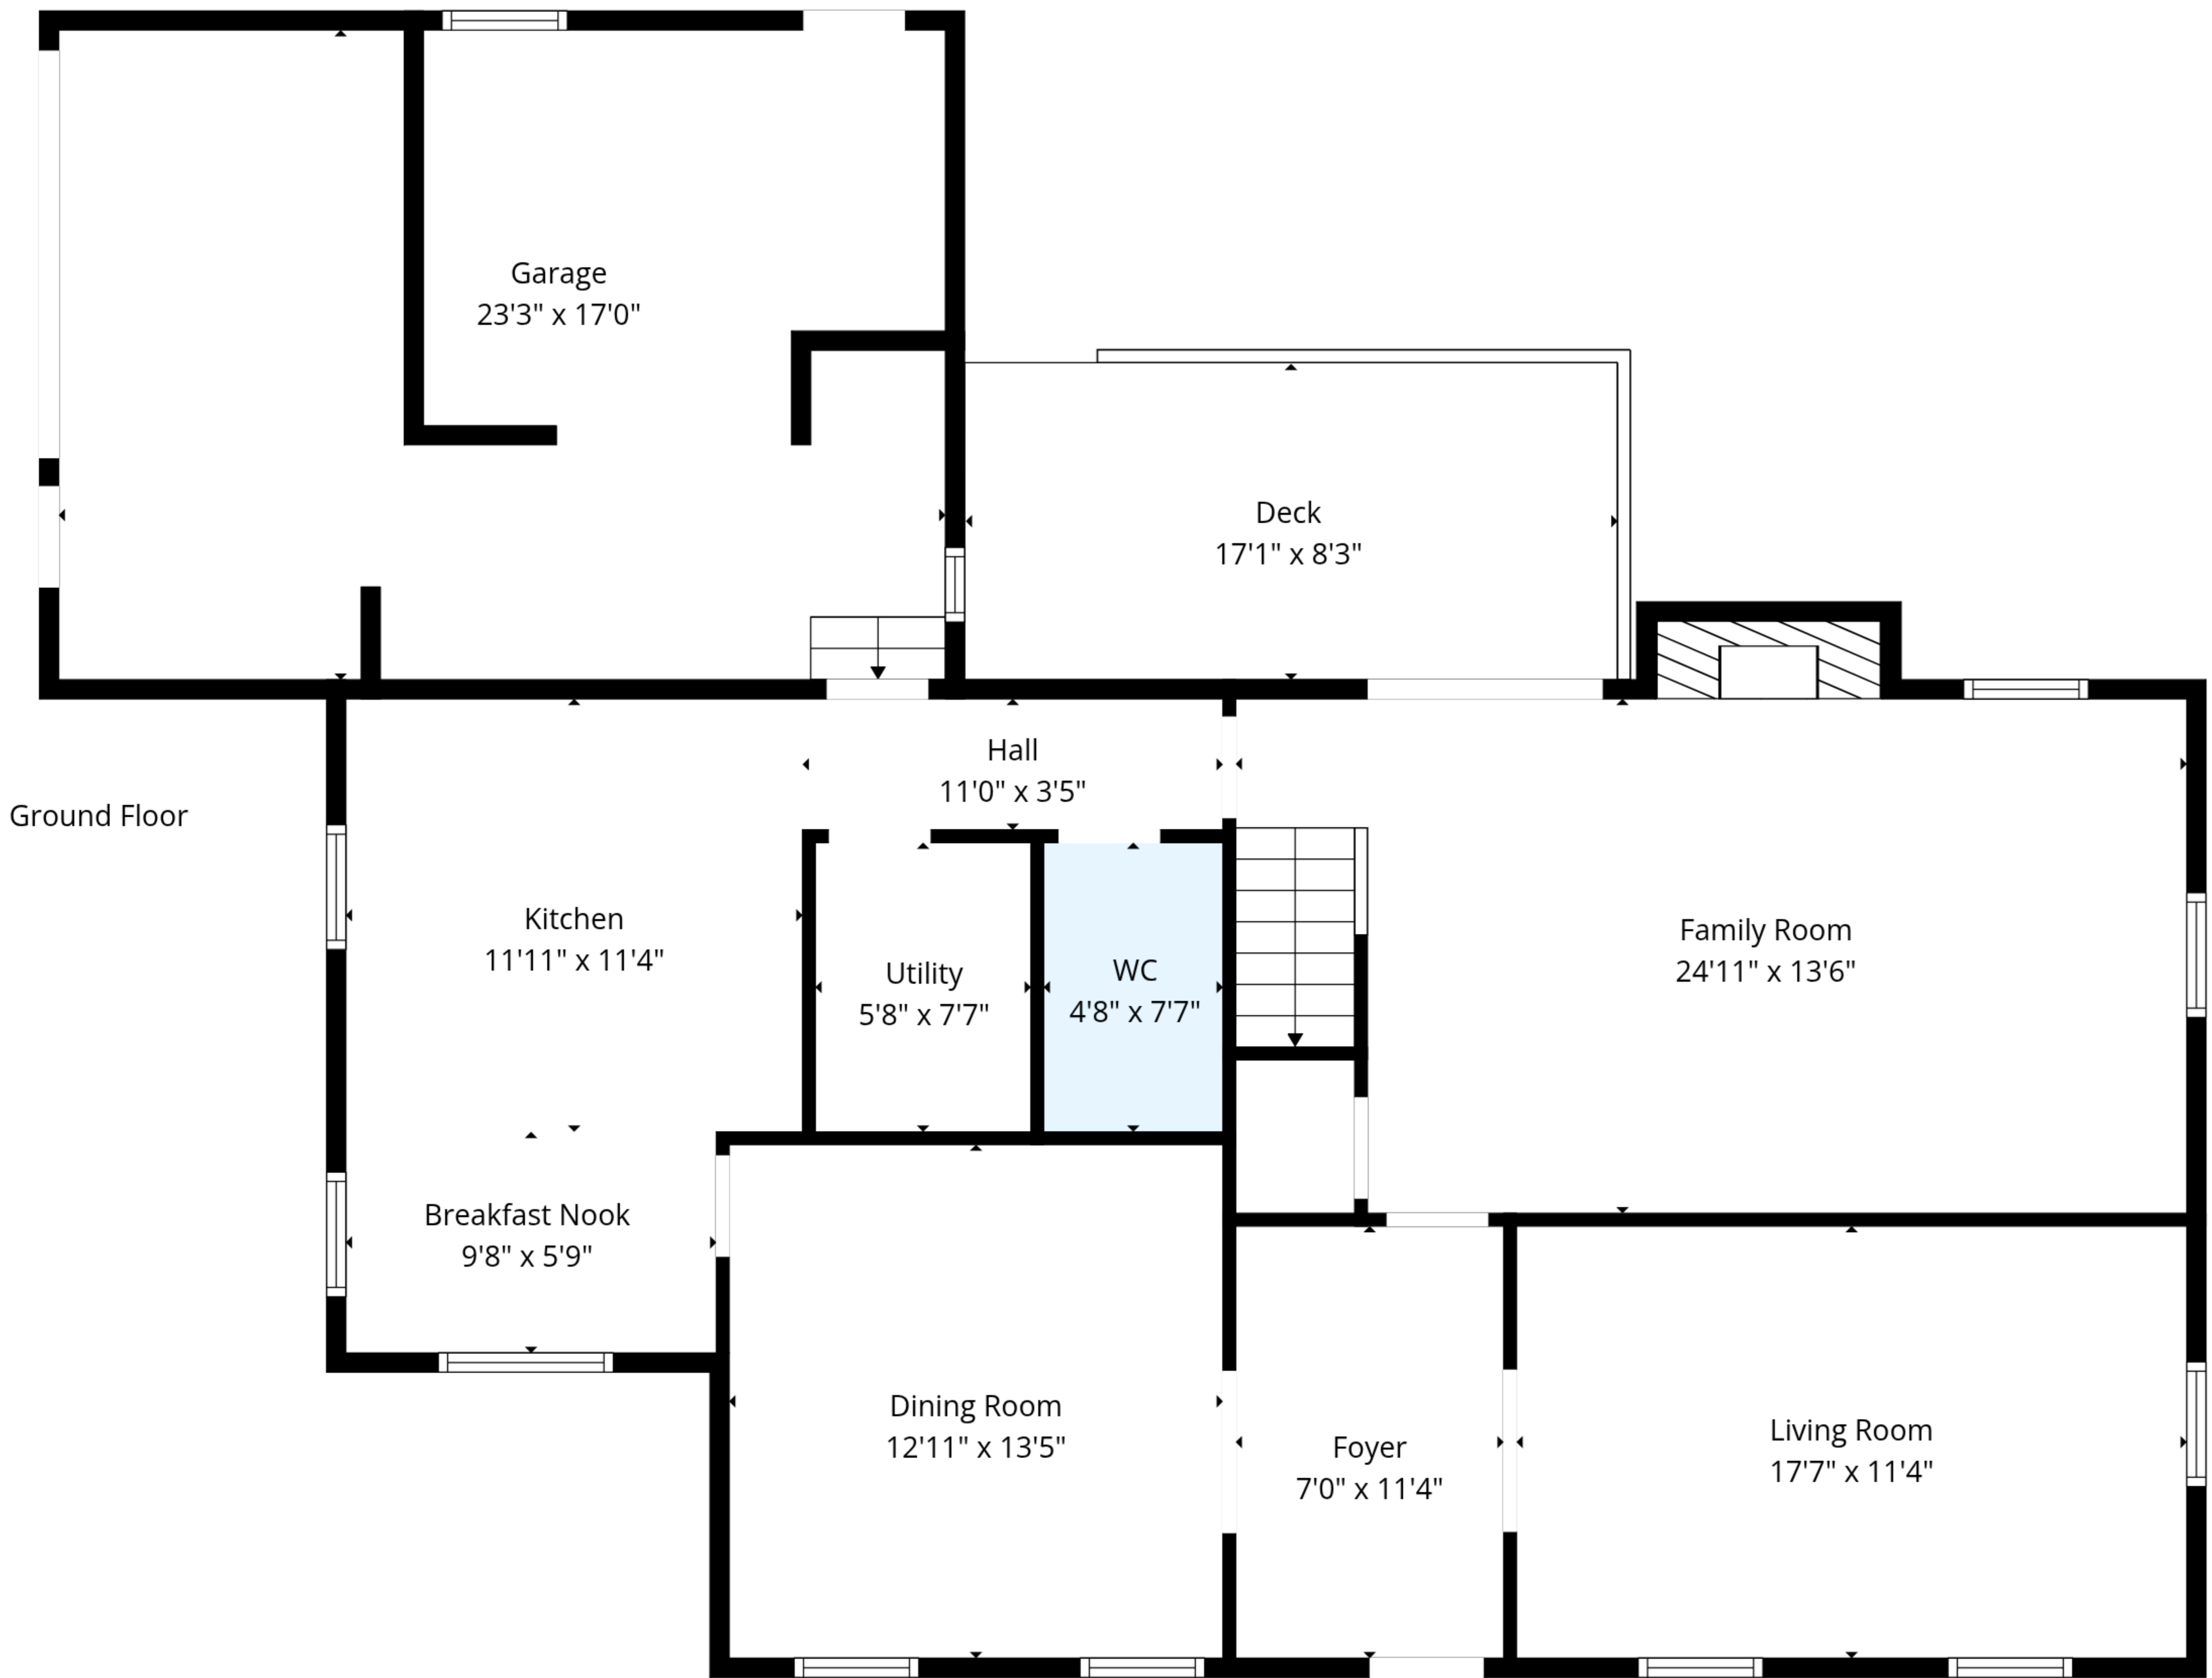 Garage
23'3" x 17'0"
Deck
17'1" x 8'3"
Hall
11'0" x 3'5"
Ground Floor
Kitchen
11'11" x 11'4"
Utility
5'8" x 7'7"
WC
4'8" x 7'7"
Family Room
24'11" x 13'6"
Breakfast Nook
9'8" x 5'9"
Dining Room
12'11" x 13'5"
Foyer
7'0" x 11'4"
Living Room
17'7" x 11'4"